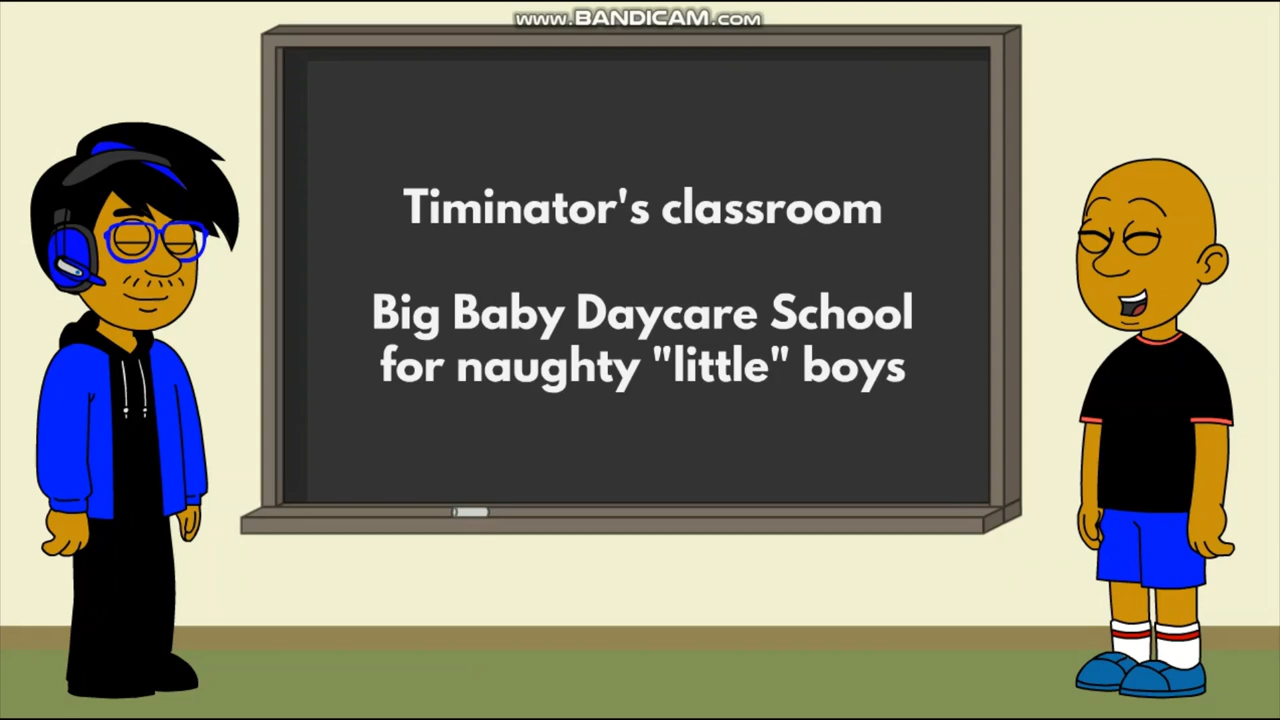 www.BANDICAM.com
Timinator's classroom
Big Baby Daycare School
for naughty "little" boys